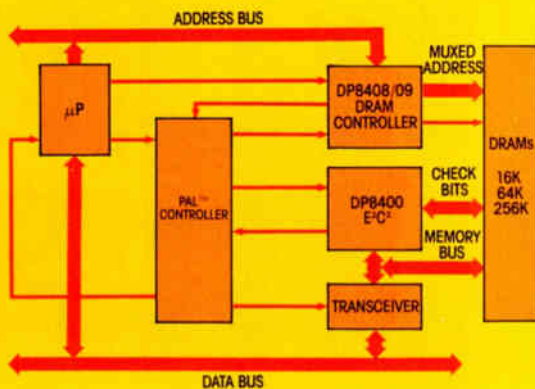 ADDRESS BUS
μP
DP8408/09
DRAM
CONTROLLER
MUXED
ADDRESS
DRAMs
16K
64K
256K
PAL™
CONTROLLER
DP8400
E²C²
CHECK
BITS
MEMORY
BUS
TRANSCEIVER
DATA BUS